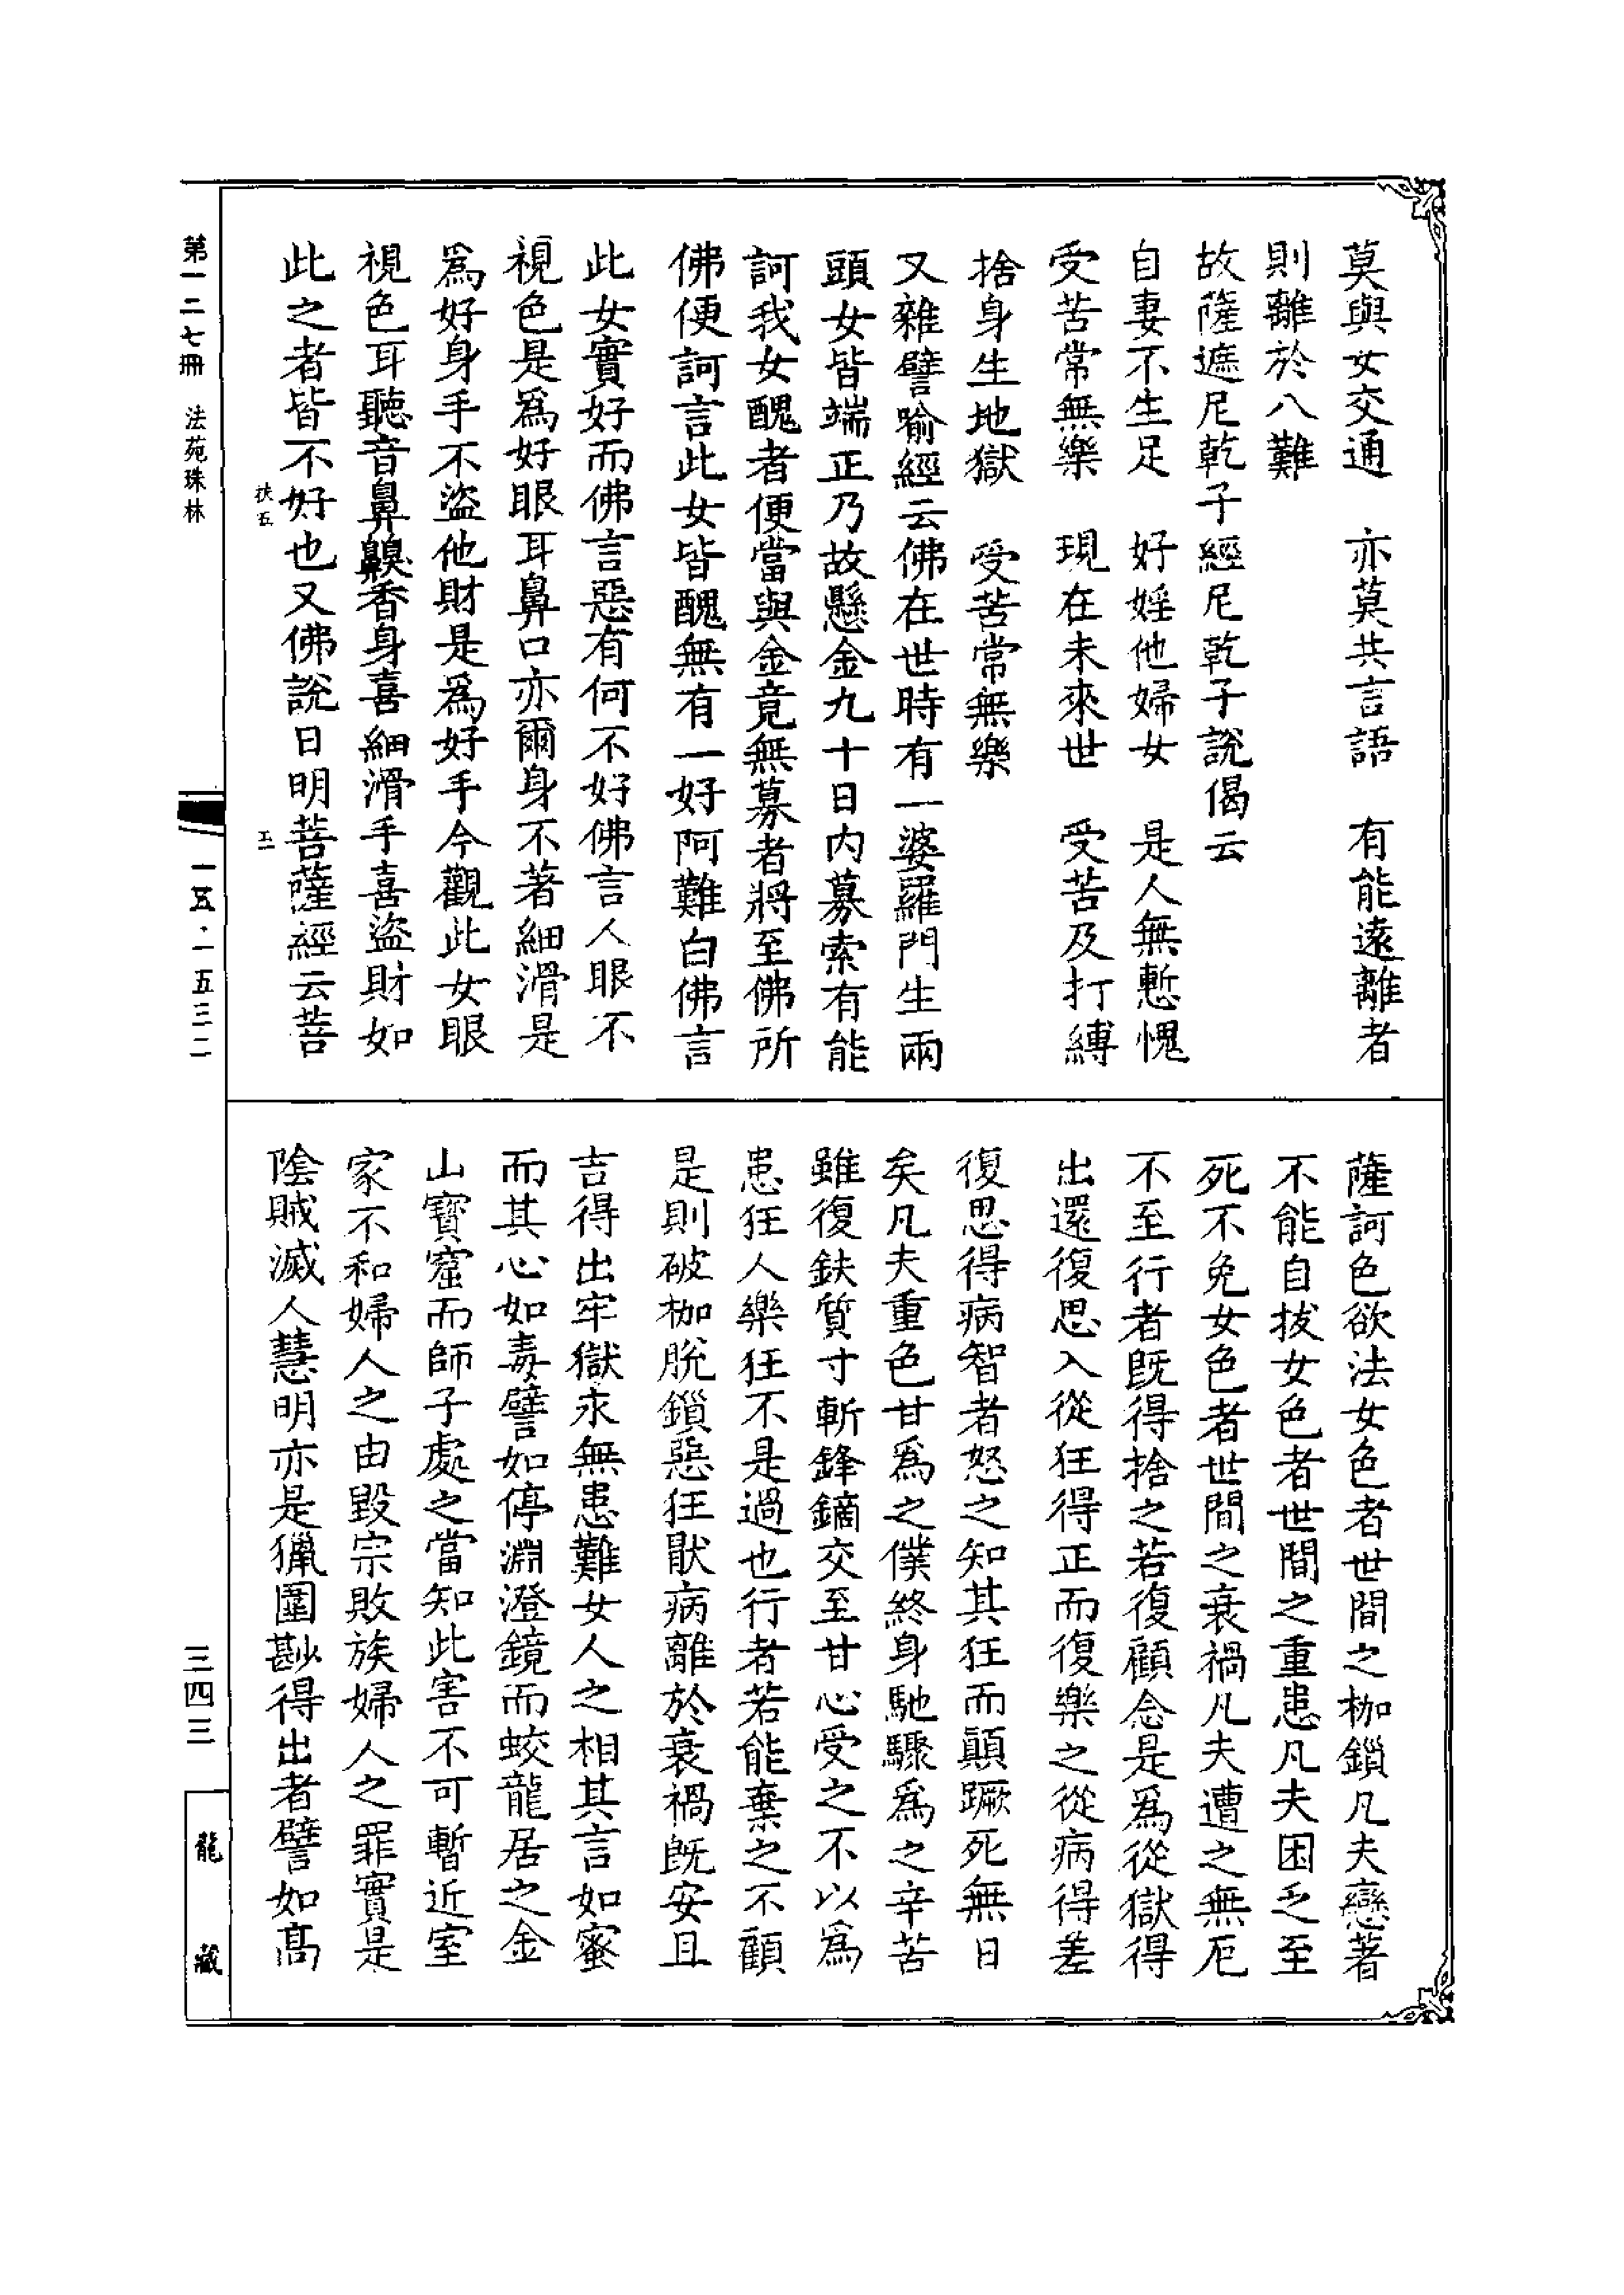 莫與女交通　亦莫共言語　有能遠離者
則離於八難
故薩遮尼乾子經尼乾子說偈云
自妻不生足　好婬他婦女　是人無慙愧
受苦常無樂　現在未來世　受苦及打縛
捨身生地獄　受苦常無樂
又雜譬喻經云佛在世時有一婆羅門生兩
頭女皆端正乃故懸金九十日內募索有能
訶我女醜者便當與金竟無募者將至佛所
佛便訶言此女皆醜無有一好阿難白佛言
此女實好而佛言惡有何不好佛言人眼不
視色是爲好眼耳鼻口亦爾身不著細滑是
爲好身手不盜他財是爲好手今觀此女眼
視色耳聽音鼻齅香身喜細滑手喜盜財如
此之者皆不好也又佛說日明菩薩經云菩
薩訶色欲法女色者世間之枷鎖凡夫戀著
不能自拔女色者世間之重患凡夫困乏至
死不免女色者世間之衰禍凡夫遭之無厄
不至行者既得捨之若復顧念是爲從獄得
出還復思入從狂得正而復樂之從病得差
復思得病智者怒之知其狂而顛蹶死無日
矣凡夫重色甘爲之僕終身馳驟爲之辛苦
雖復鈇質寸斬鋒鏑交至甘心受之不以爲
患狂人樂狂不是過也行者若能棄之不顧
是則破枷脫鎖惡狂猒病離於衰禍既安且
吉得出牢獄永無患難女人之相其言如蜜
而其心如毒譬如停淵澄鏡而蛟龍居之金
山寶窟而師子處之當知此害不可暫近室
家不和婦人之由毀宗敗族婦人之罪實是
陰賊滅人慧明亦是獵圍尠得出者譬如高
第一二七冊　法苑珠林
扶五
五
一五三二
三四三
龍藏